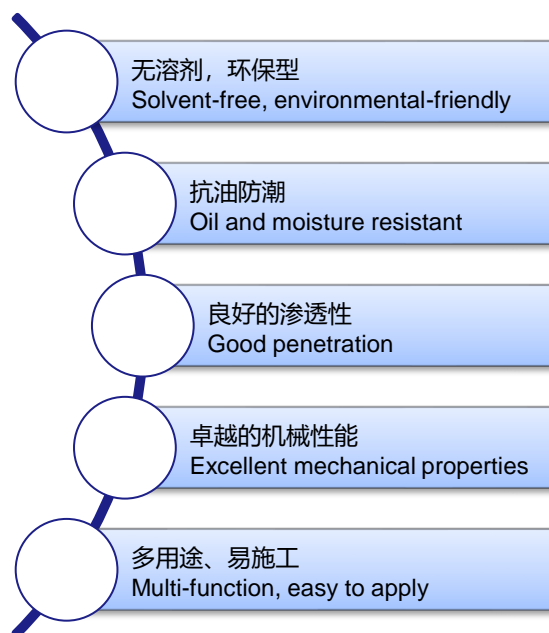 无溶剂，环保型
Solvent-free, environmental-friendly
抗油防潮
Oil and moisture resistant
良好的渗透性
Good penetration
卓越的机械性能
Excellent mechanical properties
多用途、易施工
Multi-function, easy to apply